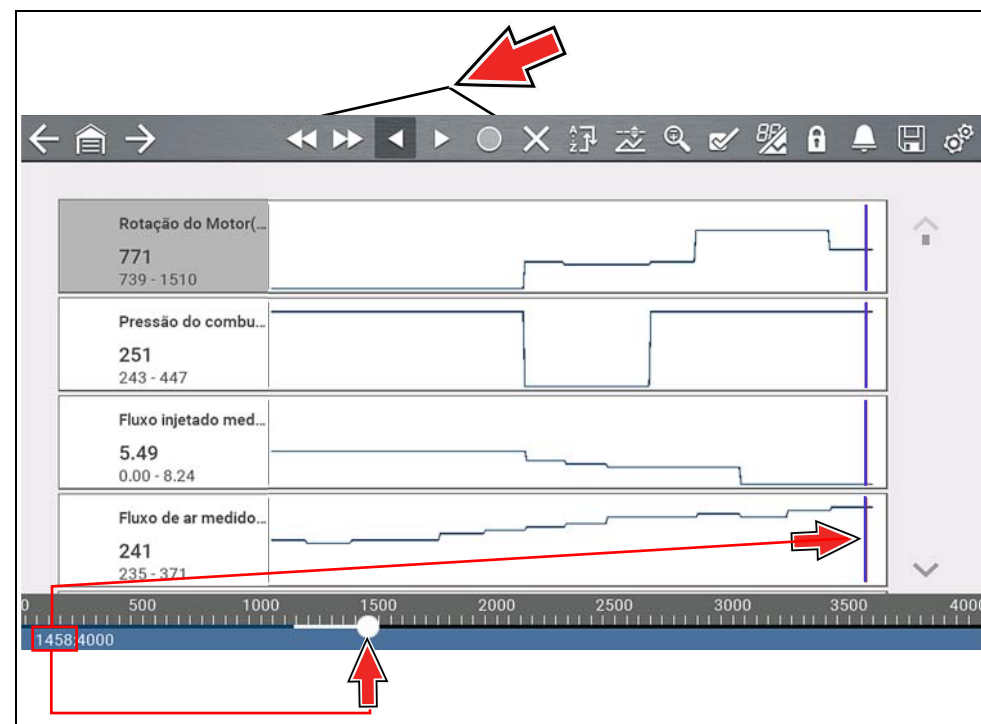 Rotação do Motor(...
771
739 - 1510
Pressão do combu...
251
243 - 447
Fluxo injetado med...
5.49
0.00 - 8.24
Fluxo de ar medido...
241
235 - 371
0 500 1000 1500 2000 2500 3000 3500 4000
1458:4000